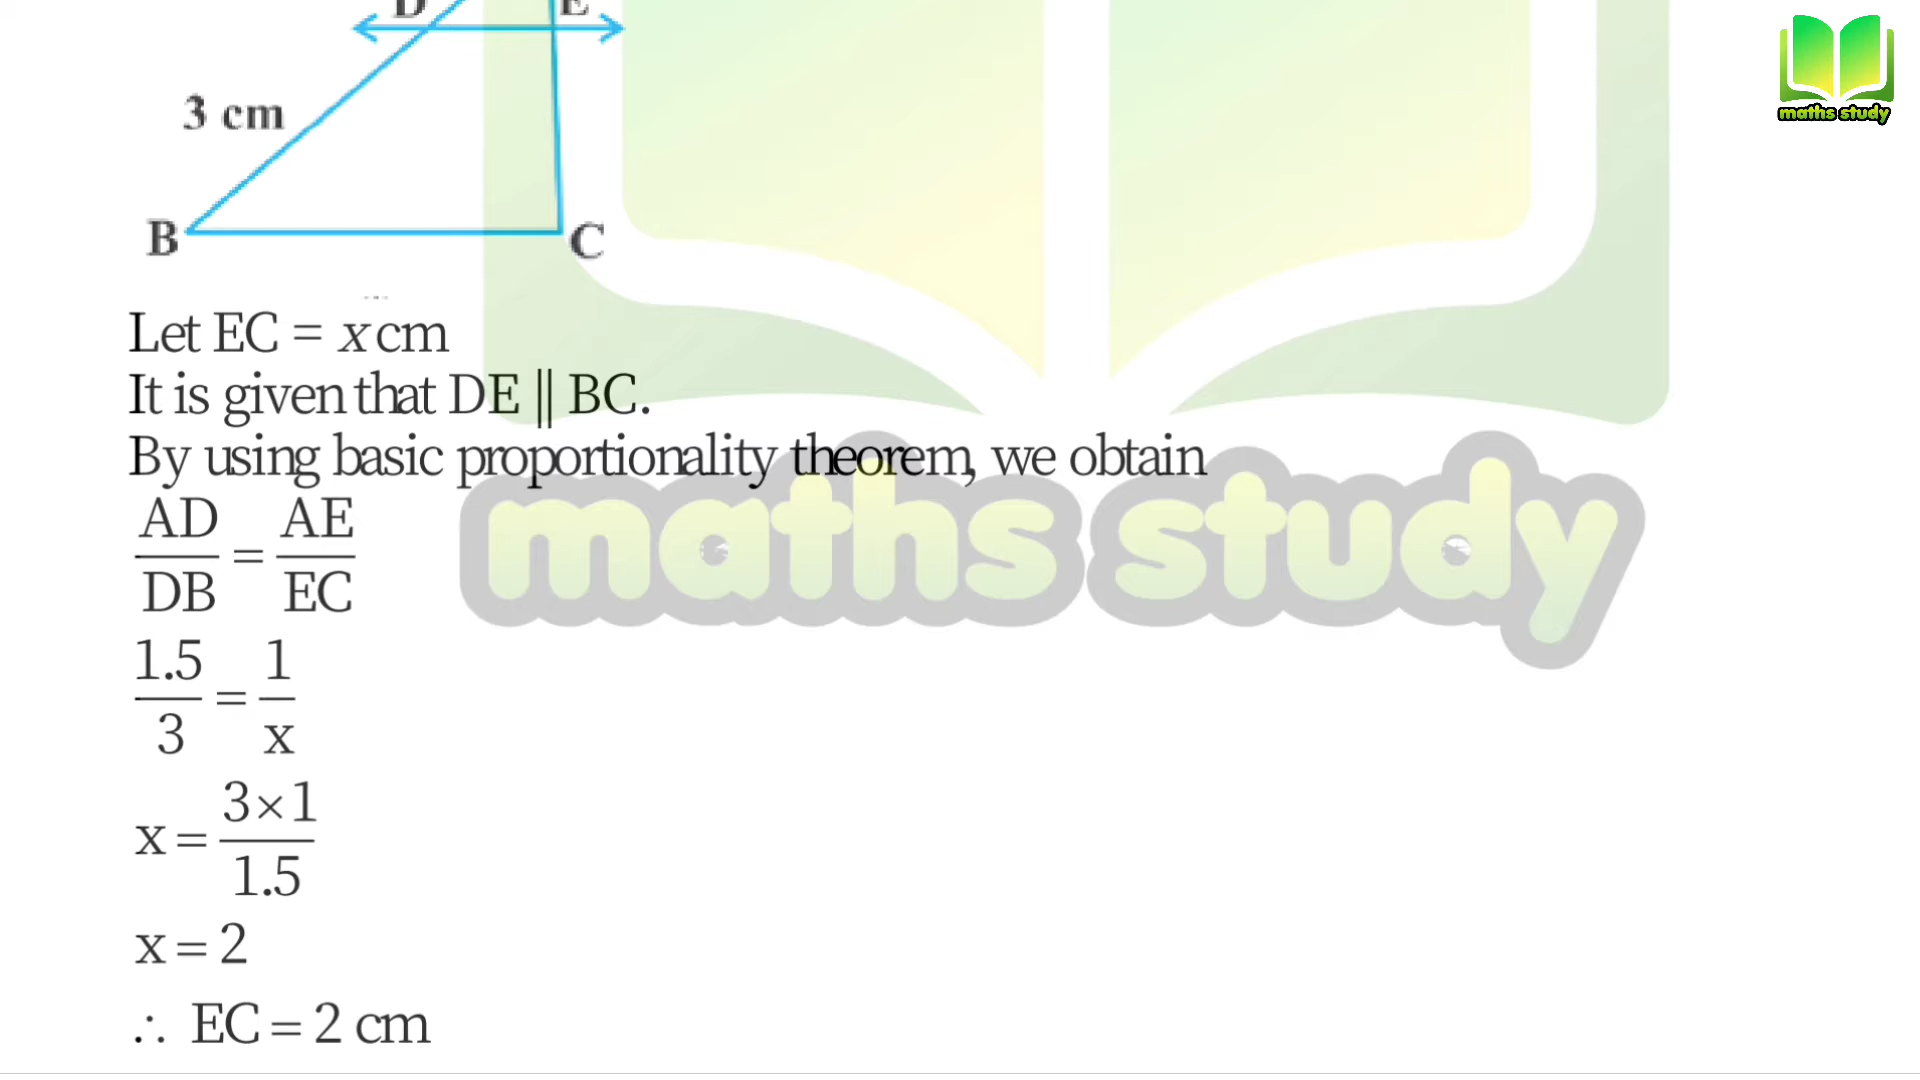 D E
maths study
3 cm
B C
Let EC = x cm
It is given that DE || BC.
By using basic proportionality theorem, we obtain
AD/DB = AE/EC
maths study
1.5/3 = 1/x
x = 3×1/1.5
x = 2
∴ EC = 2 cm